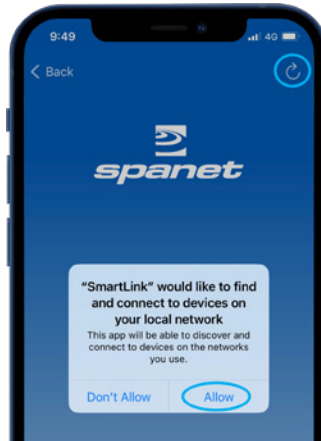 9:49
4G
Back
spanet
"SmartLink" would like to find
and connect to devices on
your local network
This app will be able to discover and
connect to devices on the networks
you use.
Don't Allow
Allow